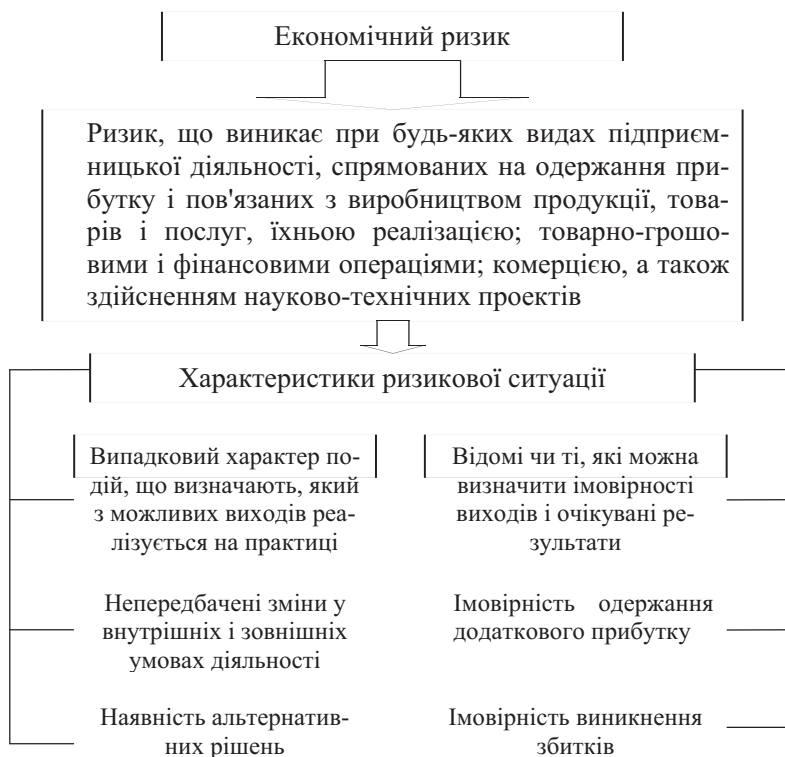 Економічний ризик
Ризик, що виникає при будь-яких видах підприєм-
ницької діяльності, спрямованих на одержання при-
бутку і пов'язаних з виробництвом продукції, това-
рів і послуг, їхньою реалізацією; товарно-грошо-
вими і фінансовими операціями; комерцією, а також
здійсненням науково-технічних проектів
Характеристики ризикової ситуації
Випадковий характер по-
дій, що визначають, який
з можливих виходів реа-
лізується на практиці
Відомі чи ті, які можна
визначити імовірності
виходів і очікувані ре-
зультати
Непередбачені зміни у
внутрішніх і зовнішніх
умовах діяльності
Імовірність одержання
додаткового прибутку
Наявність альтернатив-
них рішень
Імовірність виникнення
збитків